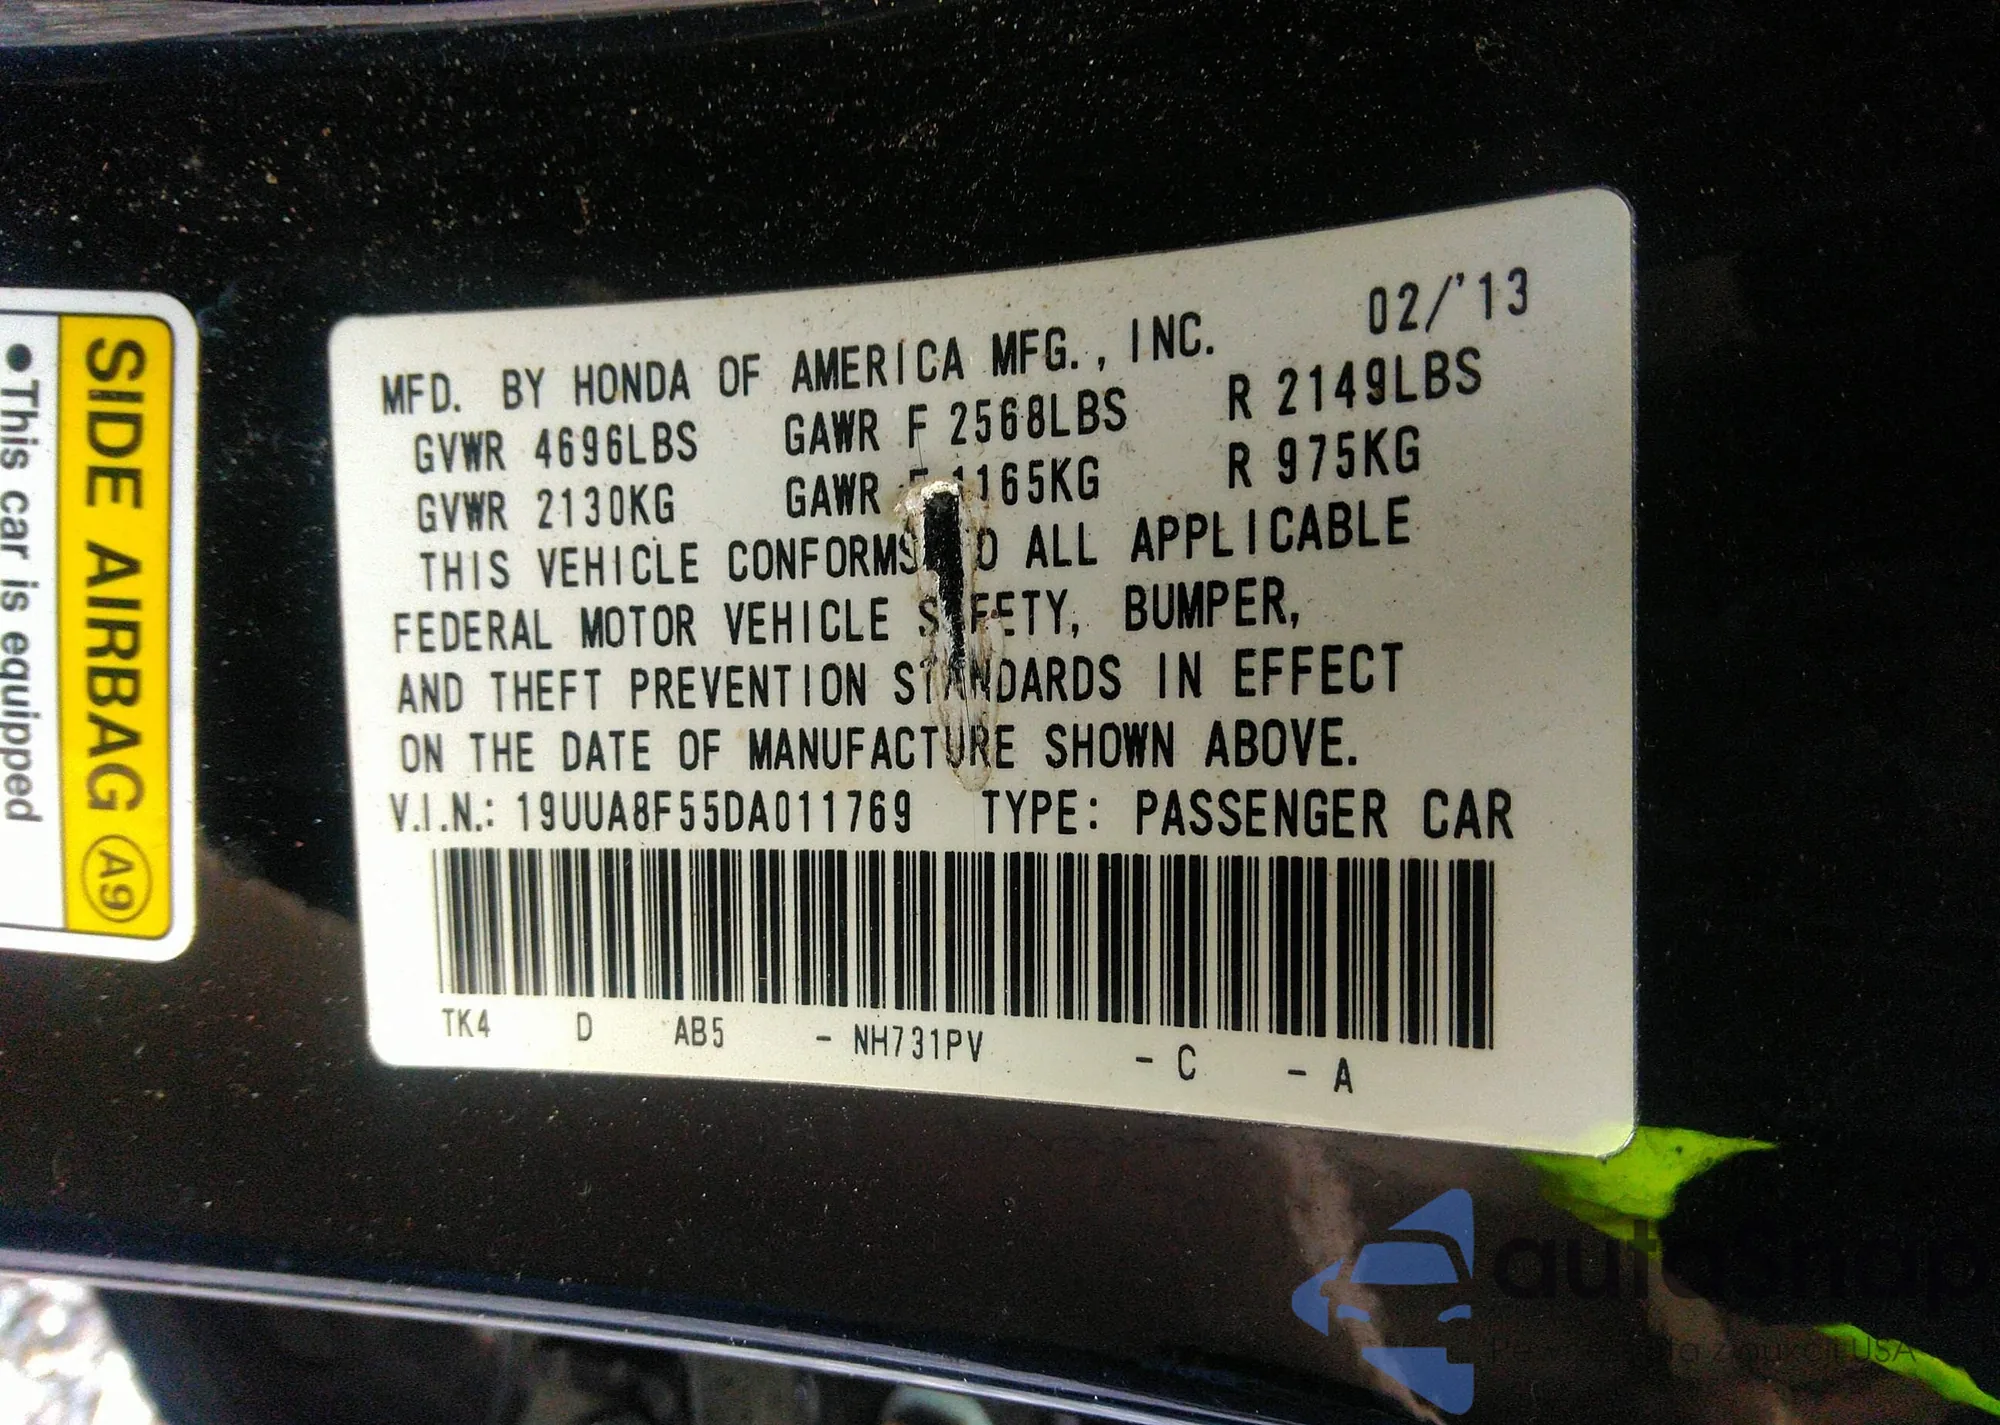 02/'13
MFD. BY HONDA OF AMERICA MFG., INC.
GVWR 4696LBS GAWR F 2568LBS R 2149LBS
GVWR 2130KG GAWR F 1165KG R 975KG
THIS VEHICLE CONFORMS TO ALL APPLICABLE
FEDERAL MOTOR VEHICLE SAFETY, BUMPER,
AND THEFT PREVENTION STANDARDS IN EFFECT
ON THE DATE OF MANUFACTURE SHOWN ABOVE.
V.I.N.: 19UUA8F55DA011769 TYPE: PASSENGER CAR
TK4 D AB5 - NH731PV - C - A
SIDE AIRBAG A9
•This car is equipped
USA